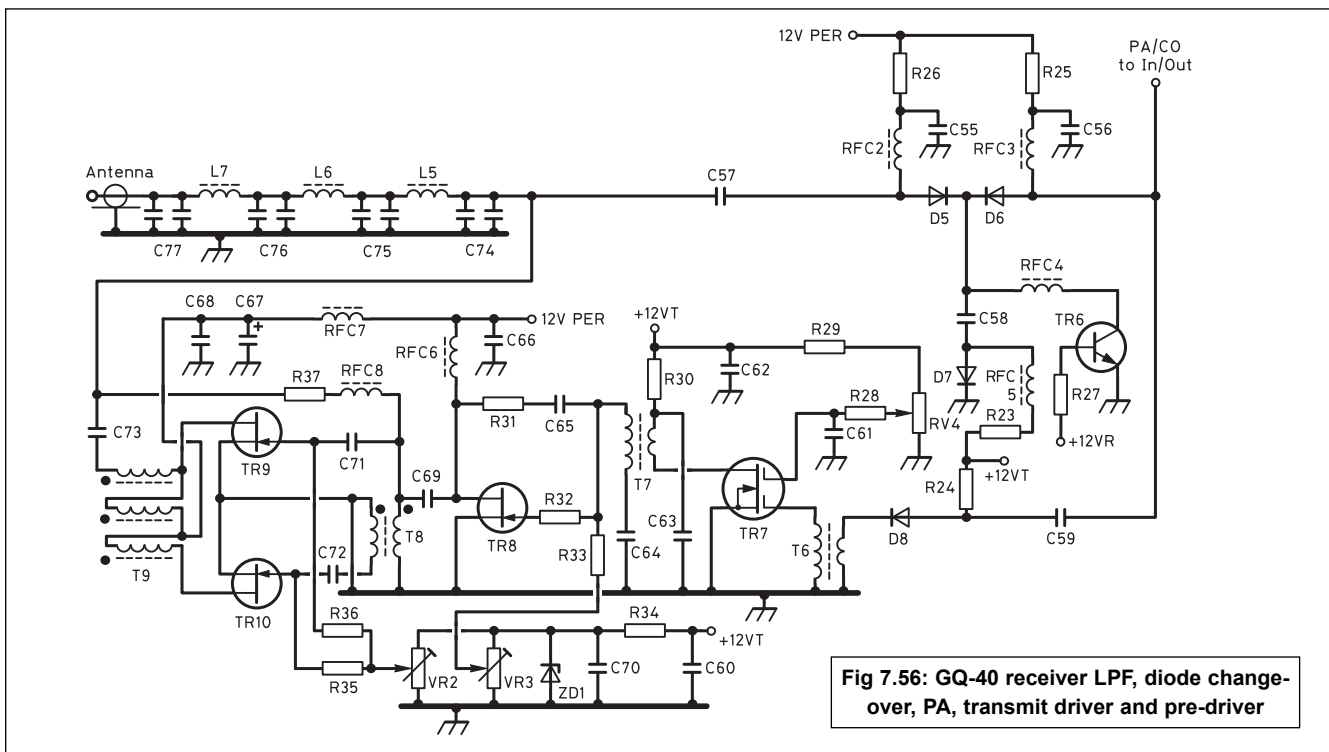 12V PER
PA/CO
to In/Out
R26
R25
C55
C56
RFC2
RFC3
Antenna
L7
L6
L5
C57
D5
D6
C77
C76
C75
C74
RFC4
C68
C67
+
RFC7
12V PER
+12VT
R29
C58
TR6
RFC6
C66
R30
C62
D7
RFC
5
R27
R37
RFC8
R31
C65
R28
RV4
R23
+12VR
C73
TR9
C71
C61
+12VT
C69
T7
R24
TR8
R32
TR7
C63
T6
D8
C59
C72
T8
R33
C64
T9
TR10
R36
R34
+12VT
R35
VR2
VR3
ZD1
C70
C60
Fig 7.56: GQ-40 receiver LPF, diode change-
over, PA, transmit driver and pre-driver